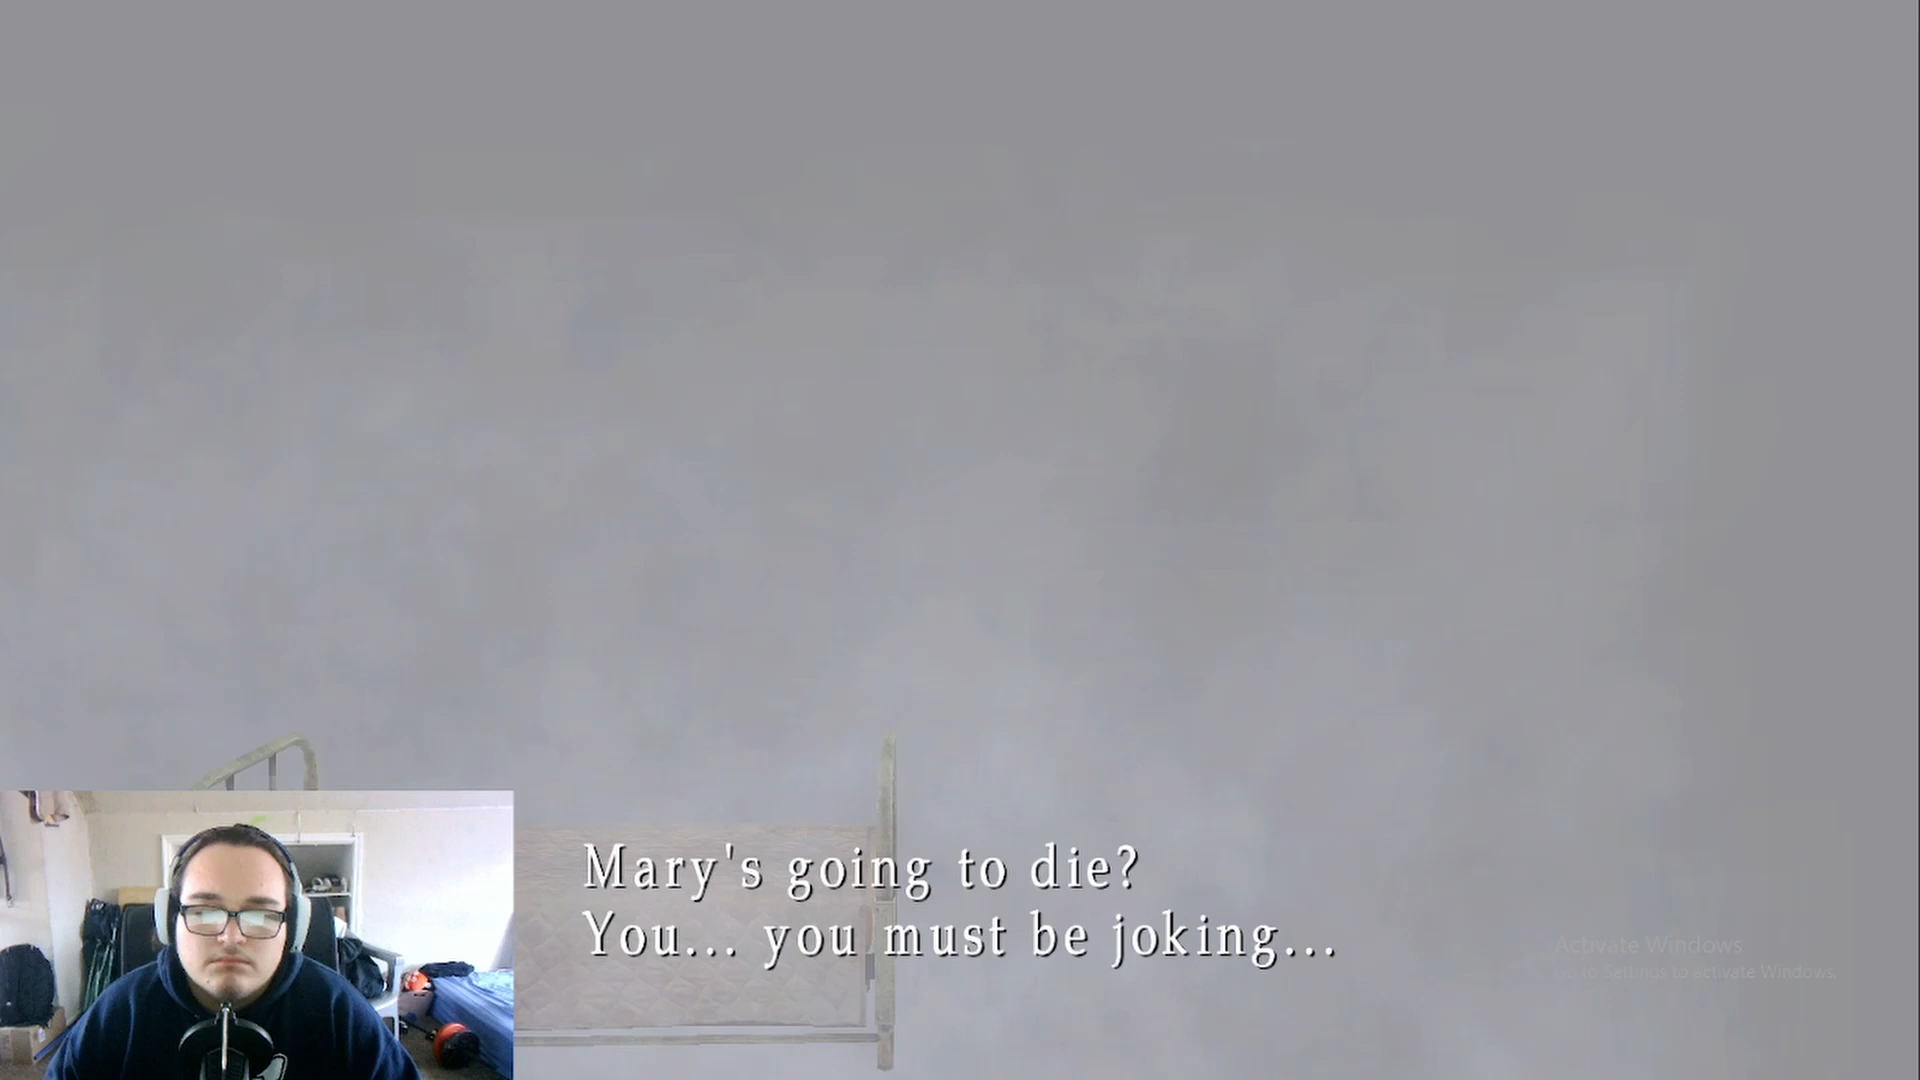 Mary's going to die?
You... you must be joking...
Activate Windows
Go to Settings to activate Windows.